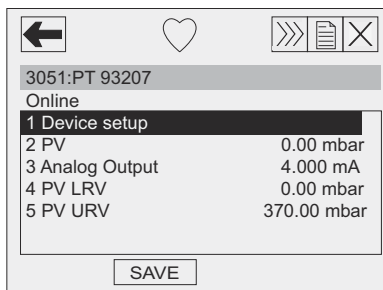 3051:PT 93207
Online
1 Device setup
2 PV 0.00 mbar
3 Analog Output 4.000 mA
4 PV LRV 0.00 mbar
5 PV URV 370.00 mbar
SAVE